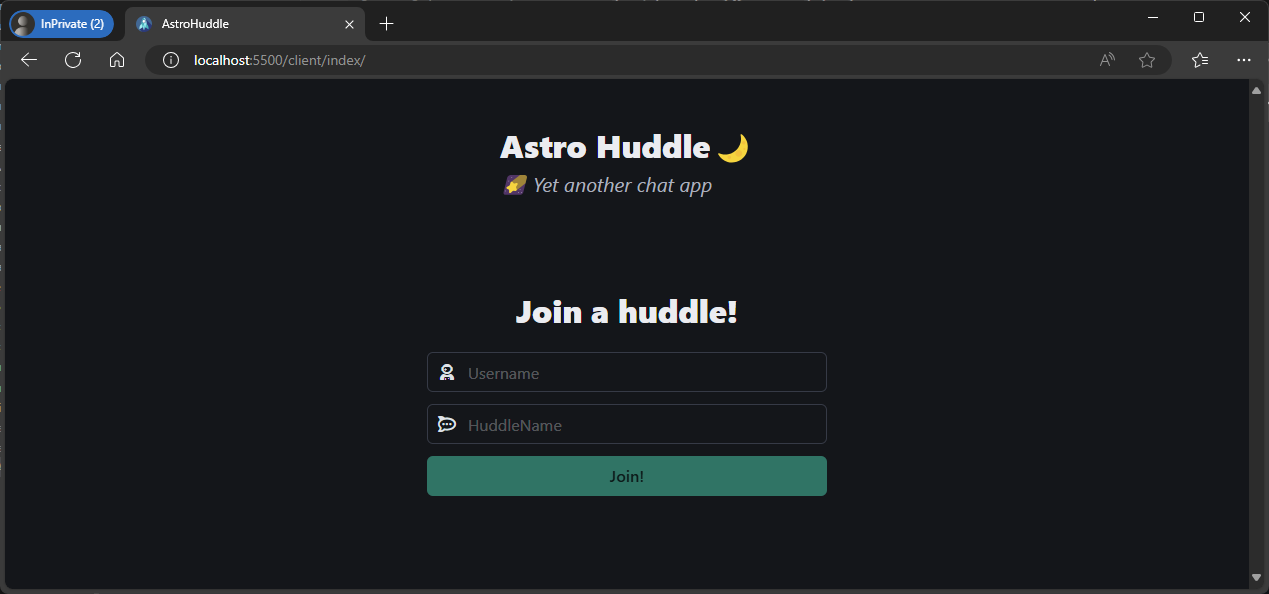 InPrivate (2)
AstroHuddle
localhost:5500/client/index/
Astro Huddle 🌙
🌠 Yet another chat app
Join a huddle!
Username
HuddleName
Join!